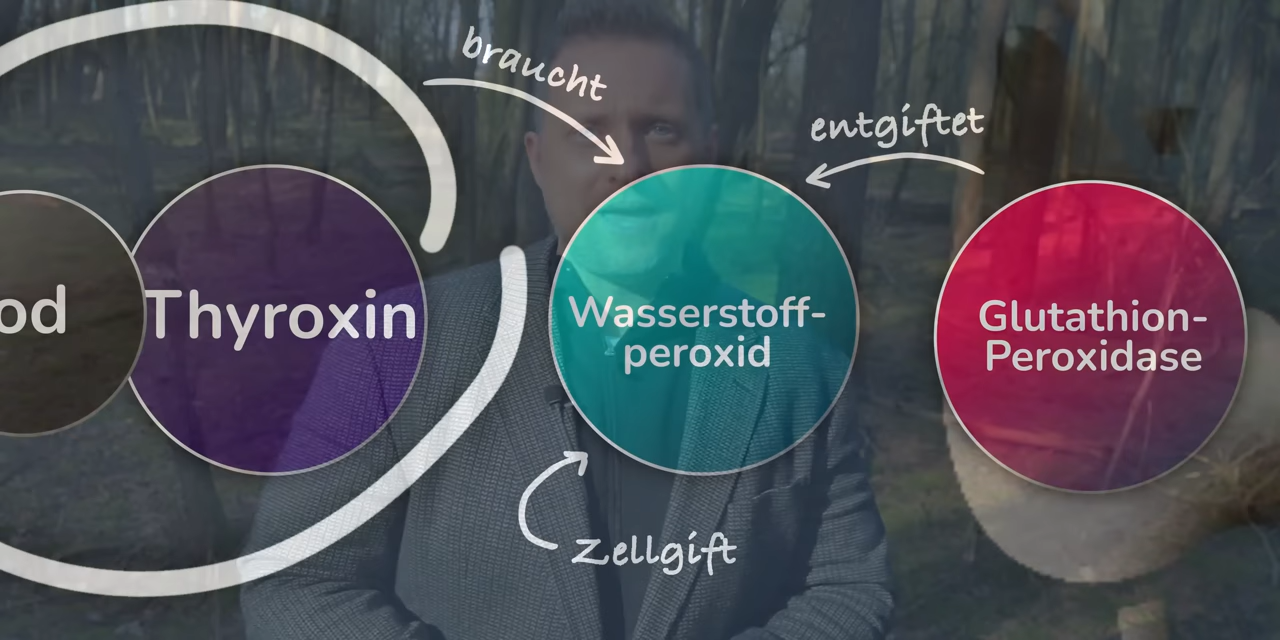 braucht
entgiftet
od
Thyroxin
Wasserstoff-
peroxid
Glutathion-
Peroxidase
Zellgift